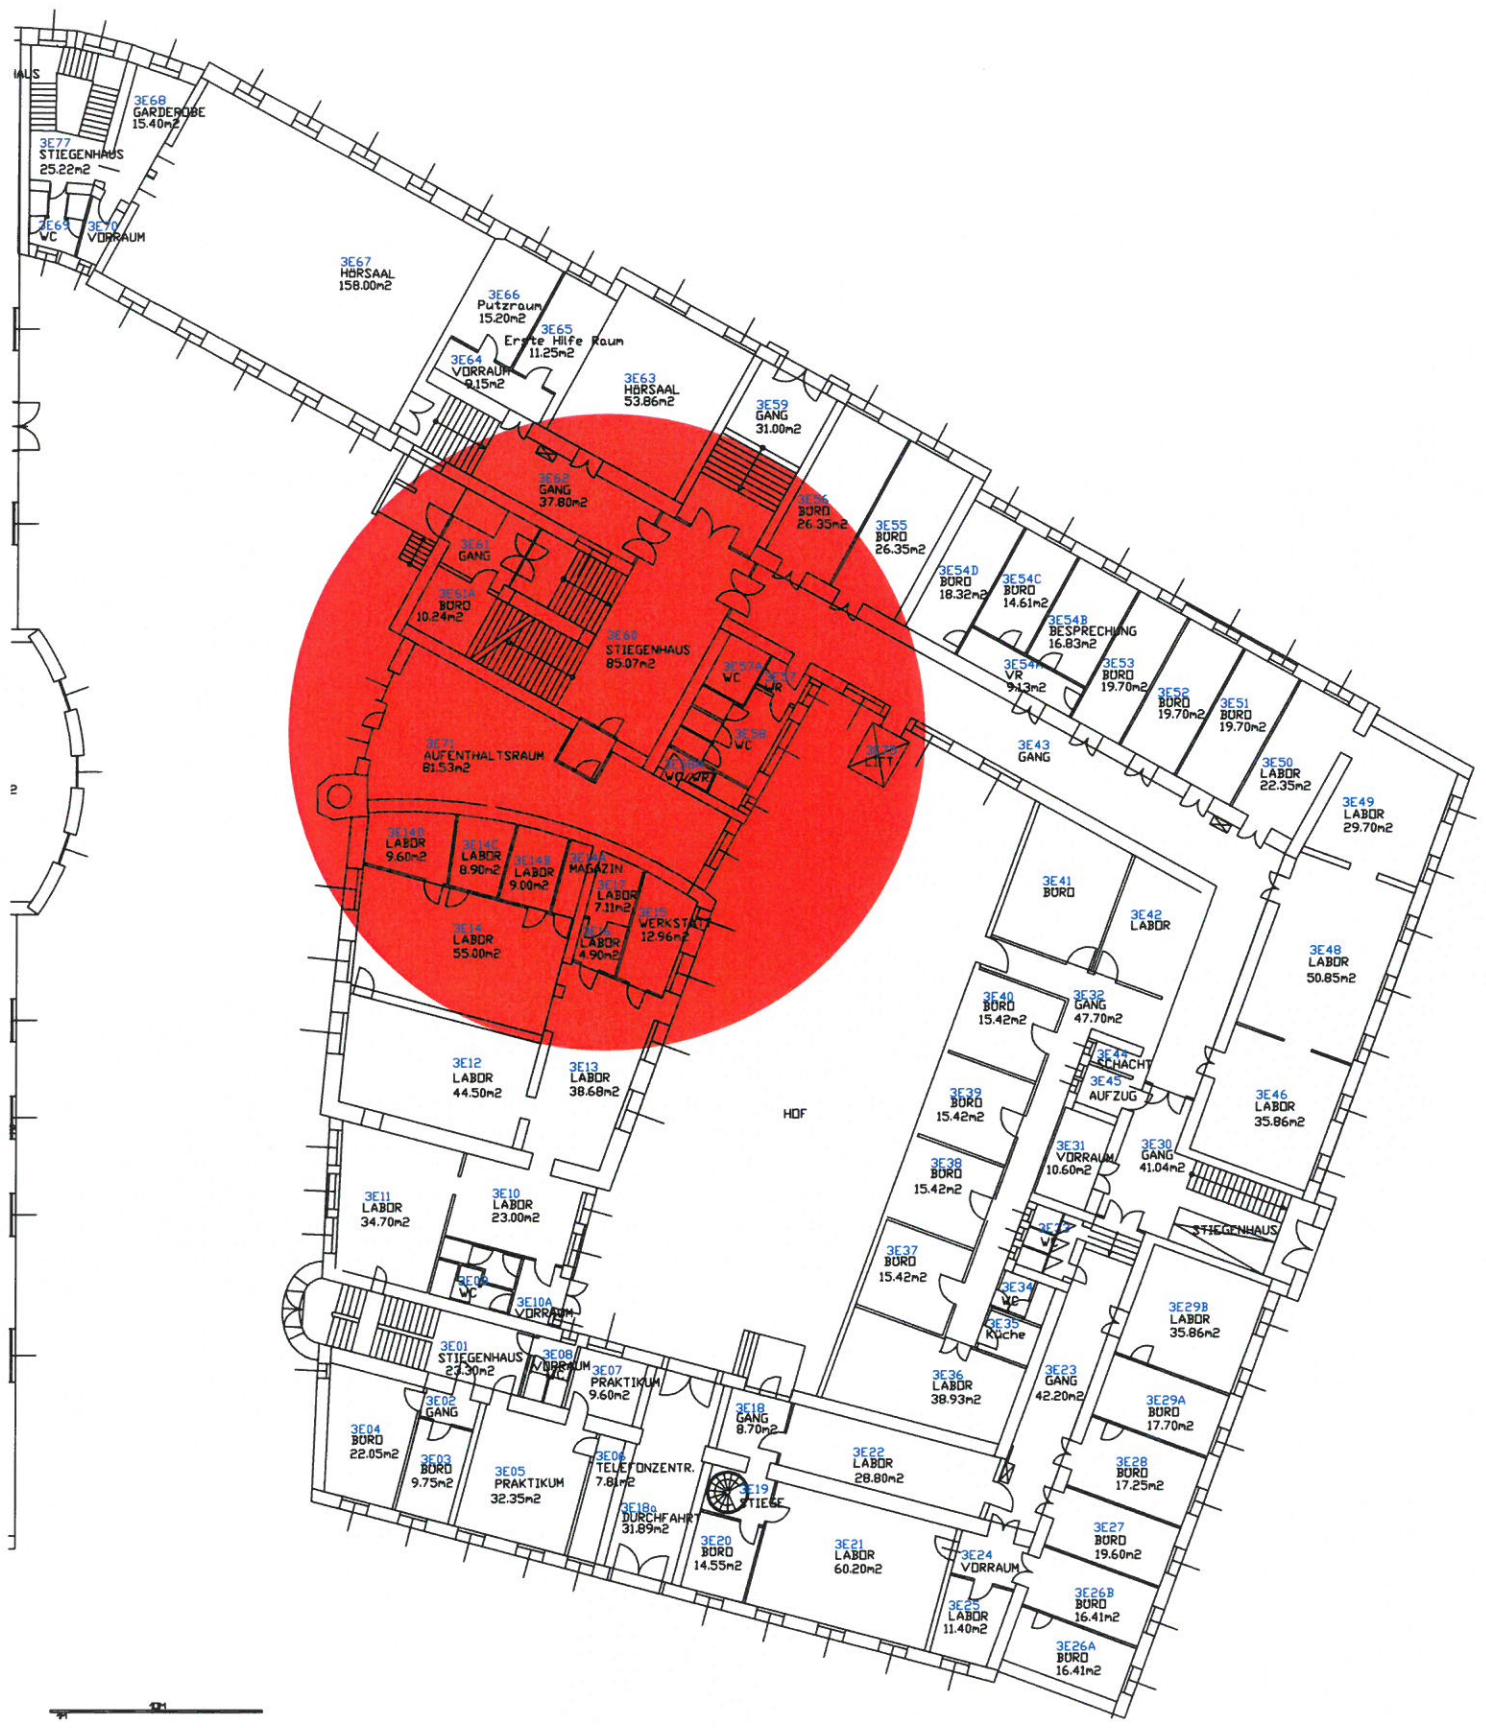 3E68
GARDEROBE
15.40m2
3E77
STIEGENHAUS
25.22m2
3E69
WC
3E70
VORRAUM
3E67
HÖRSAAL
158.00m2
3E66
Putzraum
15.20m2
3E65
Erste Hilfe Raum
11.25m2
3E64
VORRAUM
9.15m2
3E63
HÖRSAAL
53.86m2
3E59
GANG
31.00m2
3E62
GANG
37.80m2
3E56
BÜRO
26.35m2
3E55
BÜRO
26.35m2
3E61
GANG
3E61A
BÜRO
10.24m2
3E54D
BÜRO
18.32m2
3E54C
BÜRO
14.61m2
3E54B
BESPRECHUNG
16.83m2
3E54A
VR
9.13m2
3E53
BÜRO
19.70m2
3E52
BÜRO
19.70m2
3E51
BÜRO
19.70m2
3E60
STIEGENHAUS
85.07m2
3E57A
WC
3E57
WR
3E58
WC
WC/WR
LIFT
3E43
GANG
3E50
LABOR
22.35m2
3E49
LABOR
29.70m2
3E71
AUFENTHALTSRAUM
81.53m2
3E14D
LABOR
9.60m2
3E14C
LABOR
8.90m2
3E14B
LABOR
9.00m2
3E14A
MAGAZIN
3E17
LABOR
7.11m2
3E15
WERKSTATT
12.96m2
3E16
LABOR
4.90m2
3E14
LABOR
55.00m2
3E41
BÜRO
3E42
LABOR
3E48
LABOR
50.85m2
3E40
BÜRO
15.42m2
3E32
GANG
47.70m2
3E44
SCHACHT
3E45
AUFZUG
3E12
LABOR
44.50m2
3E13
LABOR
38.68m2
3E39
BÜRO
15.42m2
3E46
LABOR
35.86m2
HOF
3E31
VORRAUM
10.60m2
3E30
GANG
41.04m2
3E38
BÜRO
15.42m2
3E11
LABOR
34.70m2
3E10
LABOR
23.00m2
3E33
WC
STIEGENHAUS
3E37
BÜRO
15.42m2
3E09
WC
3E10A
VORRAUM
3E34
WC
3E35
Küche
3E29B
LABOR
35.86m2
3E01
STIEGENHAUS
23.30m2
3E08
VORRAUM
WC
3E07
PRAKTIKUM
9.60m2
3E36
LABOR
38.93m2
3E23
GANG
42.20m2
3E29A
BÜRO
17.70m2
3E02
GANG
3E18
GANG
8.70m2
3E04
BÜRO
22.05m2
3E03
BÜRO
9.75m2
3E05
PRAKTIKUM
32.35m2
3E06
TELEFONZENTR.
7.81m2
3E22
LABOR
28.80m2
3E28
BÜRO
17.25m2
3E19
STIEGE
3E18a
DURCHFAHRT
31.89m2
3E20
BÜRO
14.55m2
3E21
LABOR
60.20m2
3E24
VORRAUM
3E27
BÜRO
19.60m2
3E25
LABOR
11.40m2
3E26B
BÜRO
16.41m2
3E26A
BÜRO
16.41m2
10M
1M